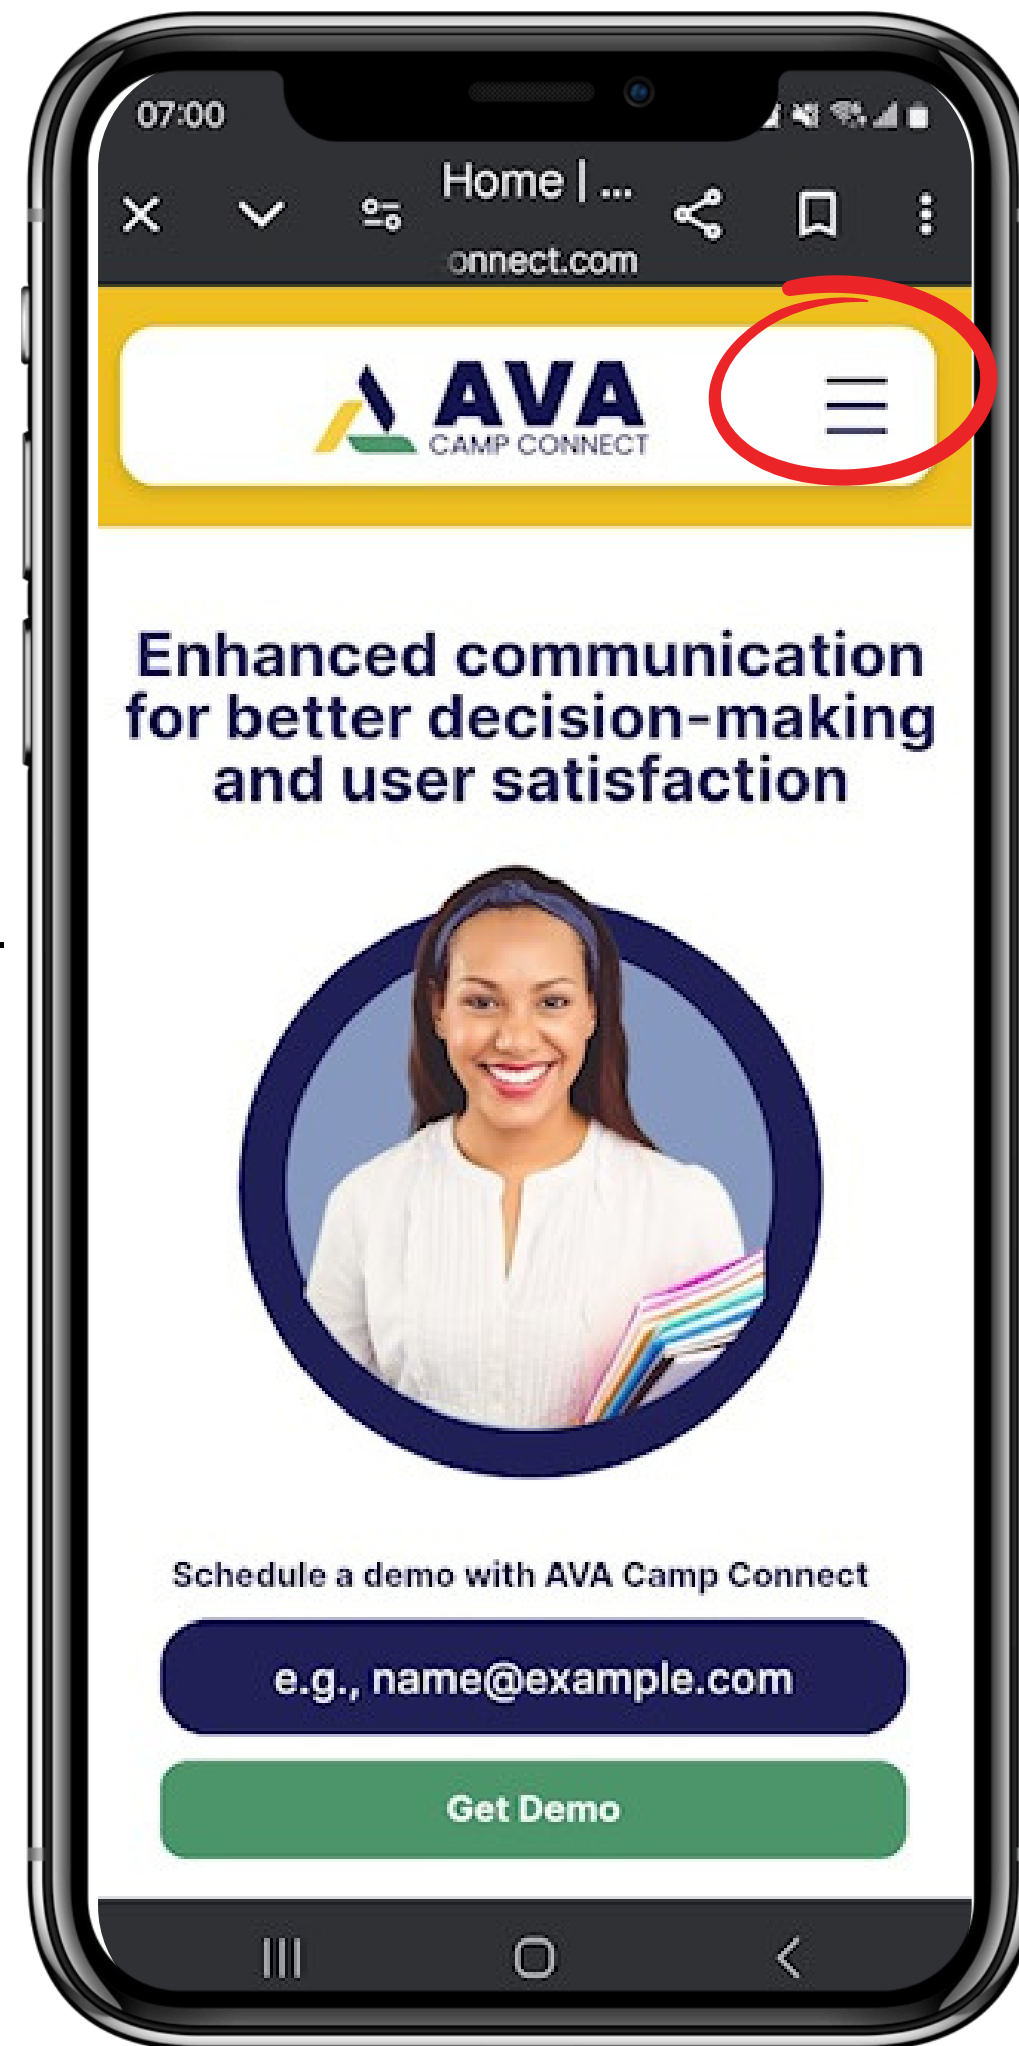 07:00
Home | ...
onnect.com
AVA
CAMP CONNECT
Enhanced communication
for better decision-making
and user satisfaction
Schedule a demo with AVA Camp Connect
e.g., name@example.com
Get Demo